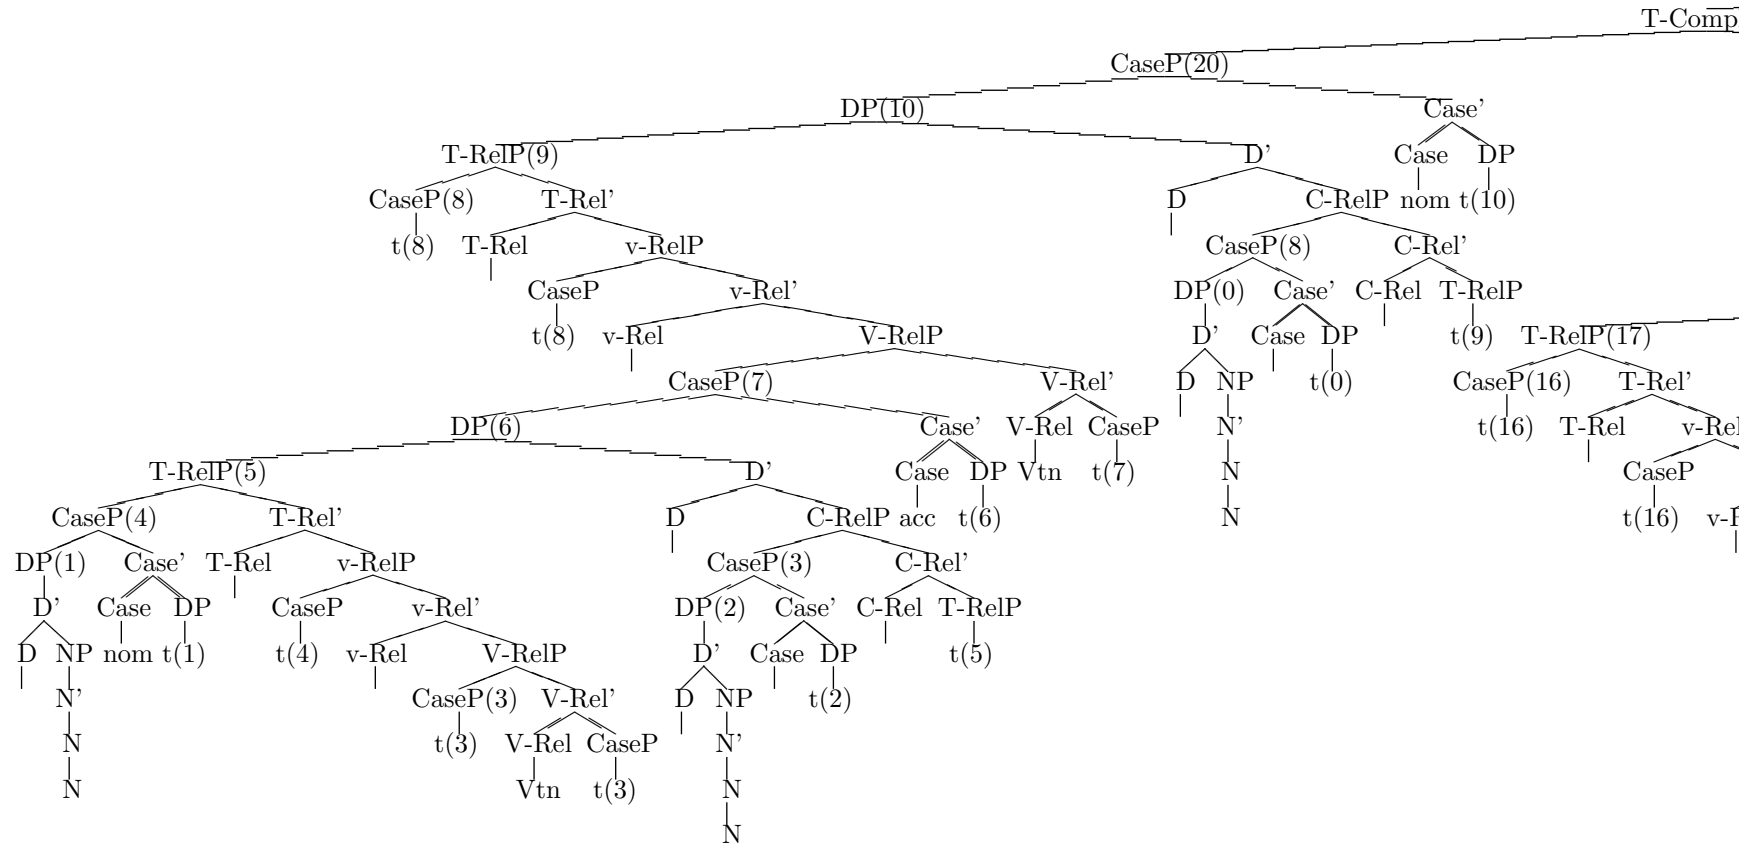 T-Comp
CaseP(20)
DP(10) Case'
T-RelP(9) D' Case DP
CaseP(8) T-Rel' D C-RelP nom t(10)
t(8) T-Rel v-RelP CaseP(8) C-Rel'
CaseP v-Rel' DP(0) Case' C-Rel T-RelP
t(8) v-Rel V-RelP D' Case DP t(9) T-RelP(17)
CaseP(7) V-Rel' D NP t(0) CaseP(16) T-Rel'
DP(6) Case' V-Rel CaseP N' t(16) T-Rel v-Rel
T-RelP(5) D' Case DP Vtn t(7) N CaseP
CaseP(4) T-Rel' D C-RelP acc t(6) N t(16) v-R
DP(1) Case' T-Rel v-RelP CaseP(3) C-Rel'
D' Case DP CaseP v-Rel' DP(2) Case' C-Rel T-RelP
D NP nom t(1) t(4) v-Rel V-RelP D' Case DP t(5)
N' CaseP(3) V-Rel' D NP t(2)
N t(3) V-Rel CaseP N'
N Vtn t(3) N
N